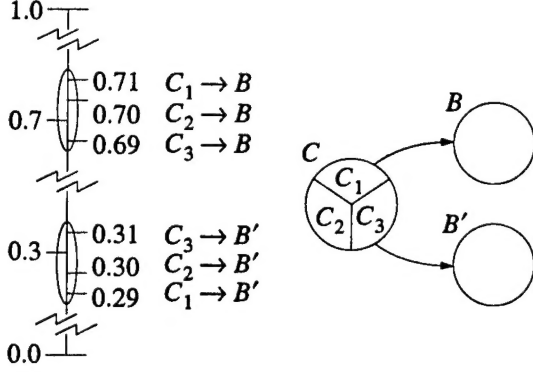 1.0
0.71 C₁ → B
0.7 0.70 C₂ → B
0.69 C₃ → B
0.31 C₃ → B′
0.3 0.30 C₂ → B′
0.29 C₁ → B′
0.0
C
C₁
C₂ C₃
B
B′